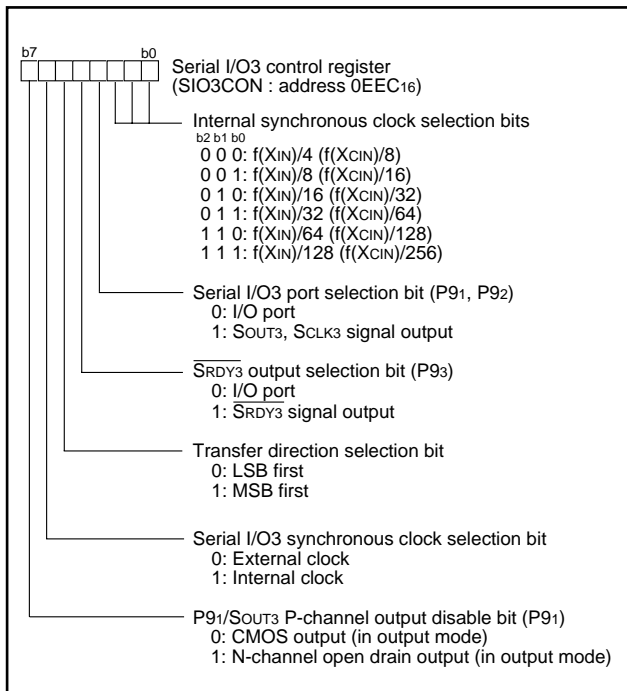 b7 b0
Serial I/O3 control register
(SIO3CON : address 0EEC16)
Internal synchronous clock selection bits
b2 b1 b0
0 0 0: f(XIN)/4 (f(XCIN)/8)
0 0 1: f(XIN)/8 (f(XCIN)/16)
0 1 0: f(XIN)/16 (f(XCIN)/32)
0 1 1: f(XIN)/32 (f(XCIN)/64)
1 1 0: f(XIN)/64 (f(XCIN)/128)
1 1 1: f(XIN)/128 (f(XCIN)/256)
Serial I/O3 port selection bit (P91, P92)
0: I/O port
1: SOUT3, SCLK3 signal output
SRDY3 output selection bit (P93)
0: I/O port
1: SRDY3 signal output
Transfer direction selection bit
0: LSB first
1: MSB first
Serial I/O3 synchronous clock selection bit
0: External clock
1: Internal clock
P91/SOUT3 P-channel output disable bit (P91)
0: CMOS output (in output mode)
1: N-channel open drain output (in output mode)